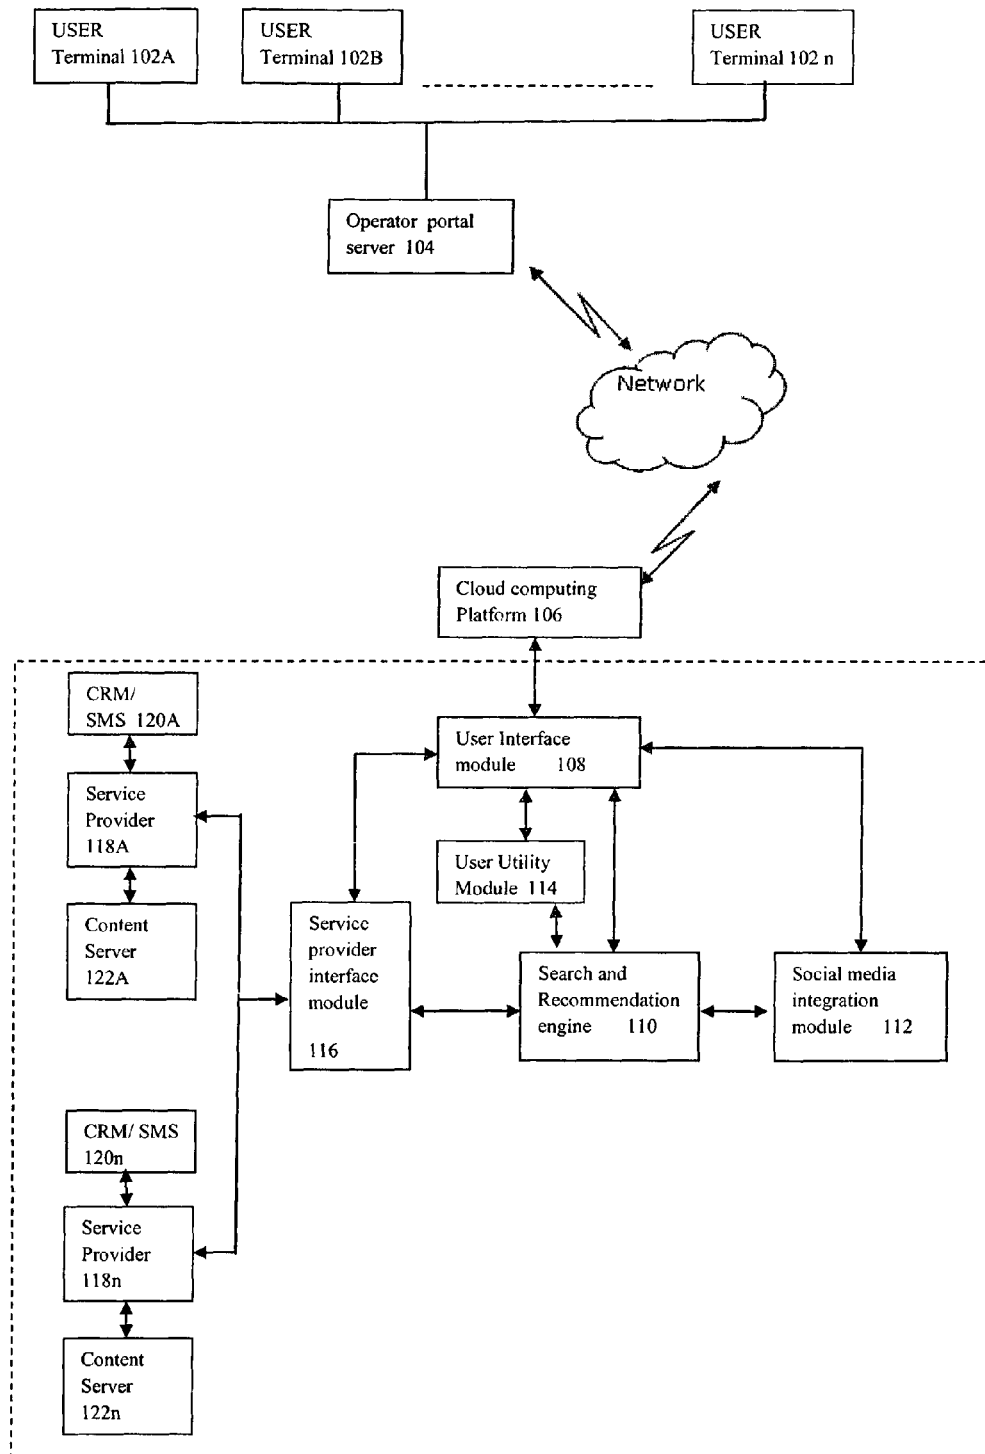 USER
Terminal 102A
USER
Terminal 102B
USER
Terminal 102 n
Operator portal
server 104
Network
Cloud computing
Platform 106
CRM/
SMS 120A
User Interface
module 108
Service
Provider
118A
User Utility
Module 114
Content
Server
122A
Service
provider
interface
module
116
Search and
Recommendation
engine 110
Social media
integration
module 112
CRM/ SMS
120n
Service
Provider
118n
Content
Server
122n